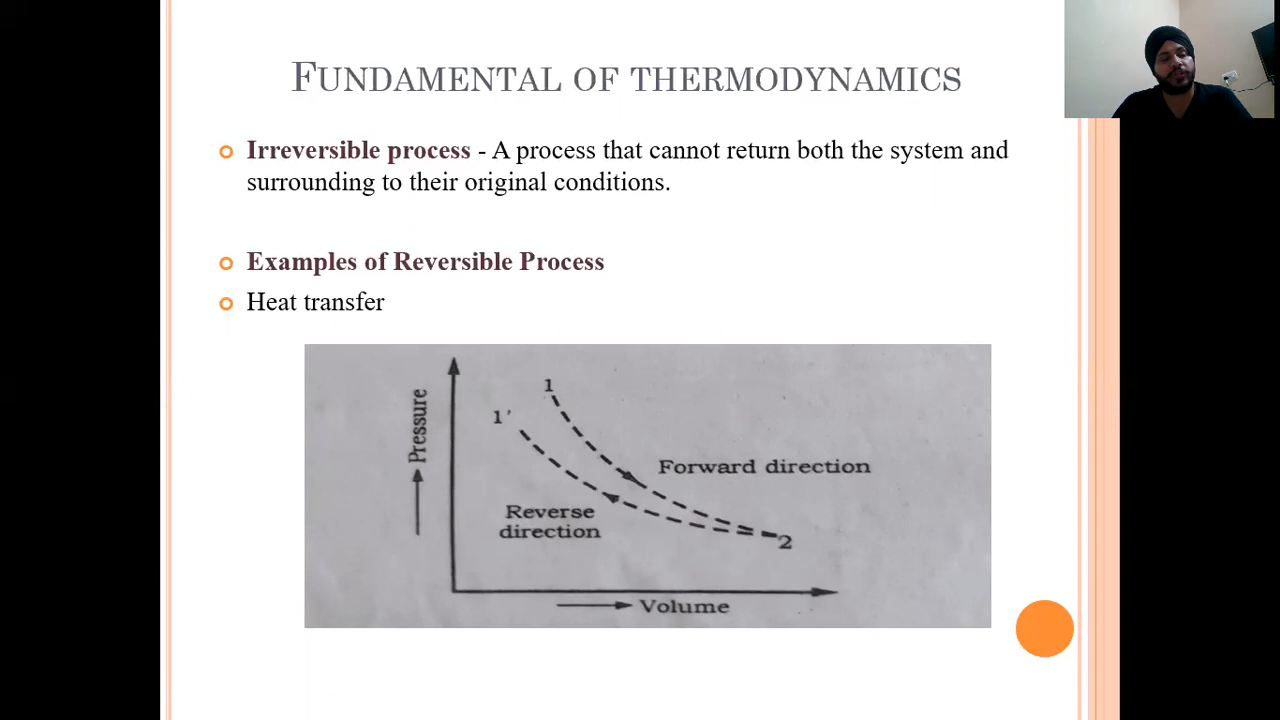 FUNDAMENTAL OF THERMODYNAMICS
Irreversible process - A process that cannot return both the system and
surrounding to their original conditions.
Examples of Reversible Process
Heat transfer
1
1'
Pressure
Forward direction
Reverse
direction
2
Volume